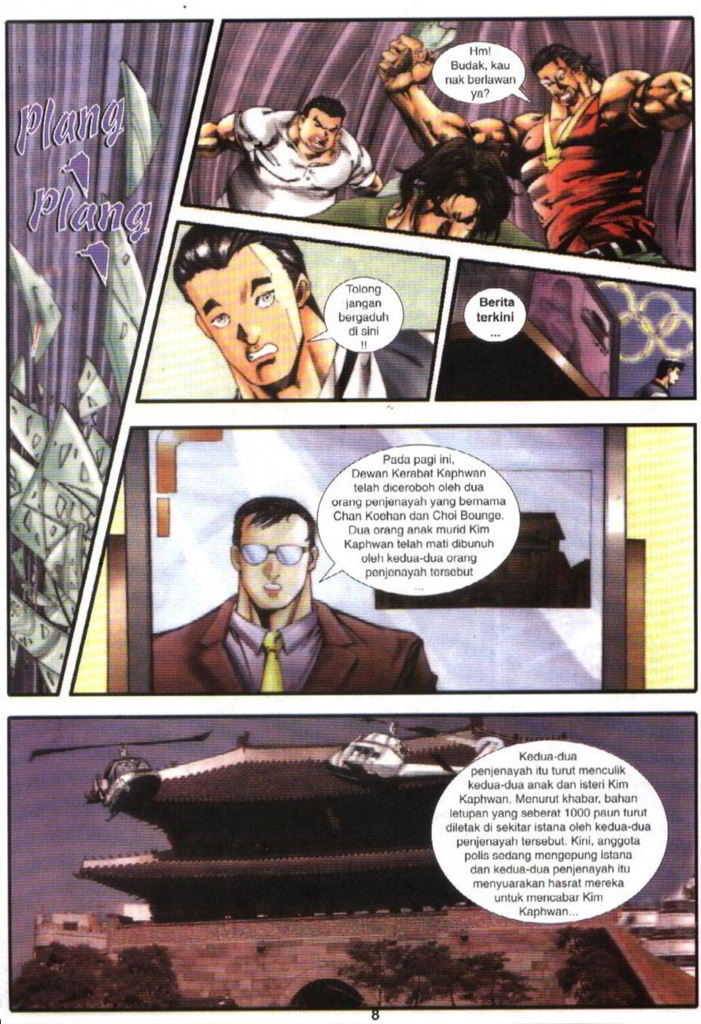 Plang
Plang
Hm!
Budak, kau
nak berlawan
ya?
Tolong
jangan
bergaduh
di sini
!!
Berita
terkini
...
Pada pagi ini,
Dewan Kerabat Kaphwan
telah diceroboh oleh dua
orang penjenayah yang bernama
Chan Koehan dan Choi Bounge.
Dua orang anak murid Kim
Kaphwan telah mati dibunuh
oleh kedua-dua orang
penjenayah tersebut
...
Kedua-dua
penjenayah itu turut menculik
kedua-dua anak dan isteri Kim
Kaphwan. Menurut khabar, bahan
letupan yang seberat 1000 paun turut
diletak di sekitar istana oleh kedua-dua
penjenayah tersebut. Kini, anggota
polis sedang mengepung istana
dan kedua-dua penjenayah itu
menyuarakan hasrat mereka
untuk mencabar Kim
Kaphwan...
8